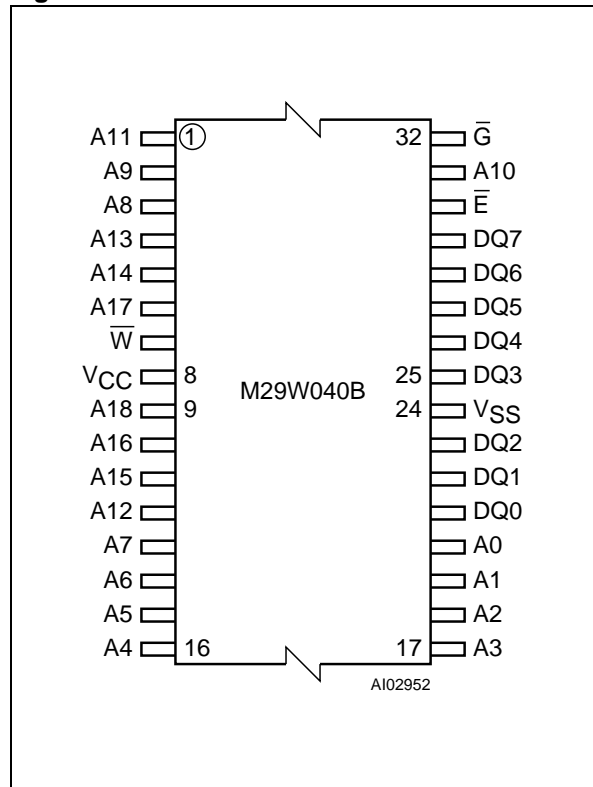 A11 1 32 G̅
A9 A10
A8 E̅
A13 DQ7
A14 DQ6
A17 DQ5
W̅ DQ4
VCC 8 25 DQ3
M29W040B
A18 9 24 VSS
A16 DQ2
A15 DQ1
A12 DQ0
A7 A0
A6 A1
A5 A2
A4 16 17 A3
AI02952